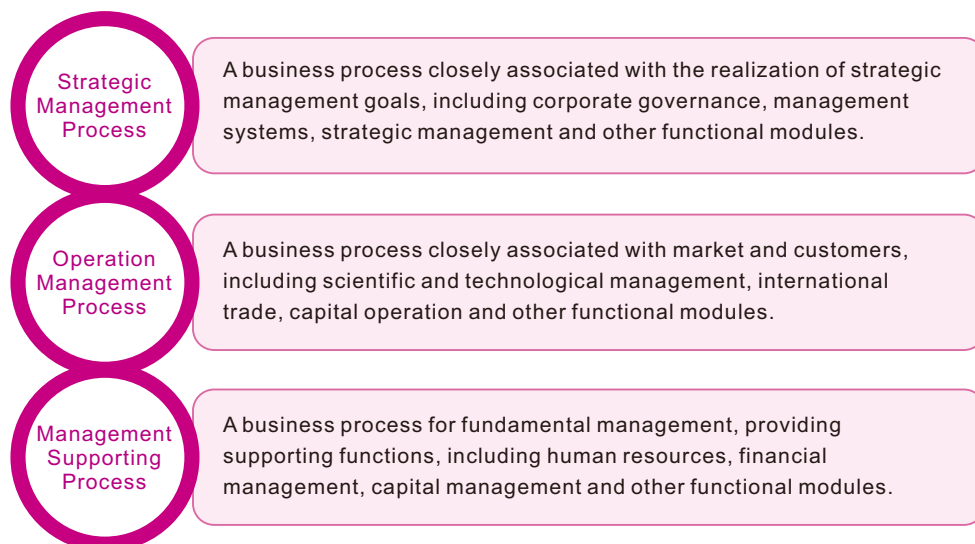 Strategic
Management
Process
A business process closely associated with the realization of strategic
management goals, including corporate governance, management
systems, strategic management and other functional modules.
Operation
Management
Process
A business process closely associated with market and customers,
including scientific and technological management, international
trade, capital operation and other functional modules.
Management
Supporting
Process
A business process for fundamental management, providing
supporting functions, including human resources, financial
management, capital management and other functional modules.